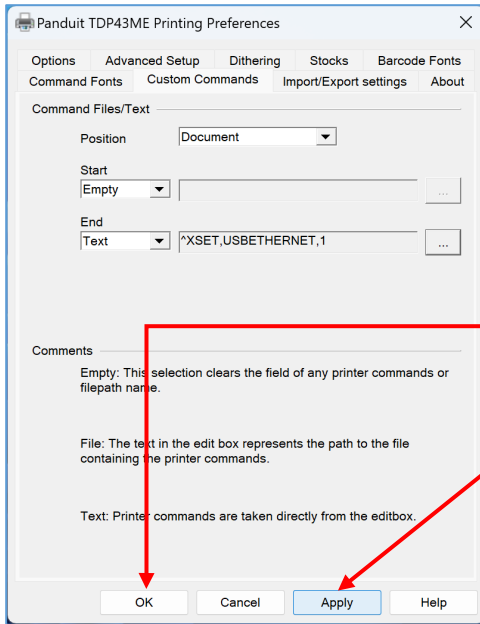 Panduit TDP43ME Printing Preferences
Options Advanced Setup Dithering Stocks Barcode Fonts
Command Fonts Custom Commands Import/Export settings About
Command Files/Text
Position Document
Start
Empty ...
End
Text ^XSET,USBETHERNET,1 ...
Comments
Empty: This selection clears the field of any printer commands or
filepath name.
File: The text in the edit box represents the path to the file
containing the printer commands.
Text: Printer commands are taken directly from the editbox.
OK Cancel Apply Help